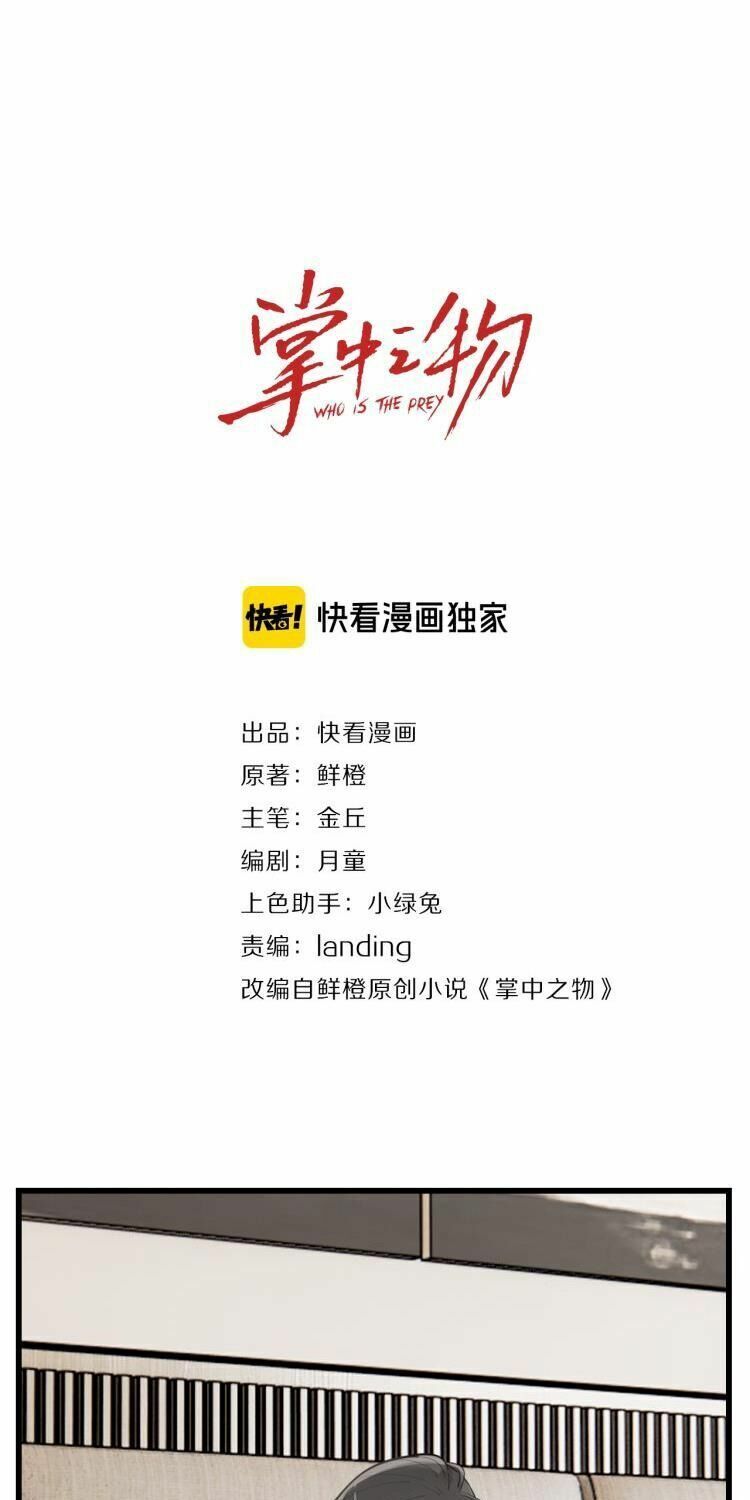 掌中之物
WHO IS THE PREY
快看! 快看漫画独家
出品：快看漫画
原著：鲜橙
主笔：金丘
编剧：月童
上色助手：小绿兔
责编：landing
改编自鲜橙原创小说《掌中之物》